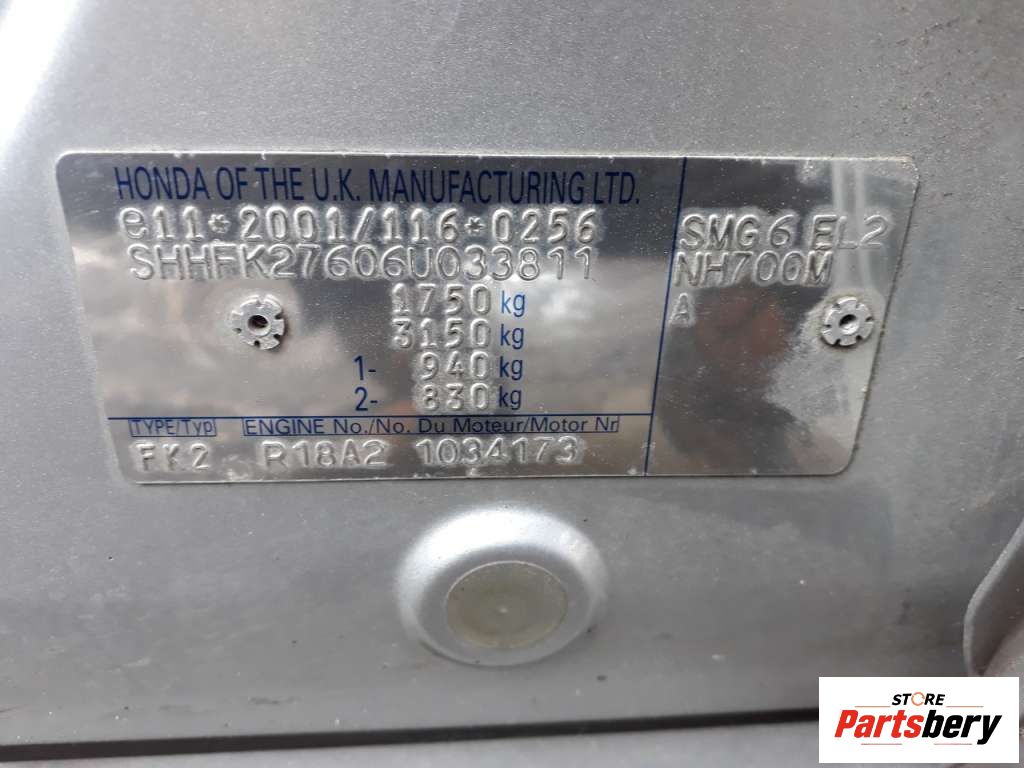 HONDA OF THE U.K. MANUFACTURING LTD.
e11*2001/116*0256
SHHFK27606U033811
1750 kg
3150 kg
1- 940 kg
2- 830 kg
TYPE/Typ ENGINE No./No. Du Moteur/Motor Nr
FK2 R18A2 1034173
SMG6 EL2
NH700M
A
STORE
Partsbery